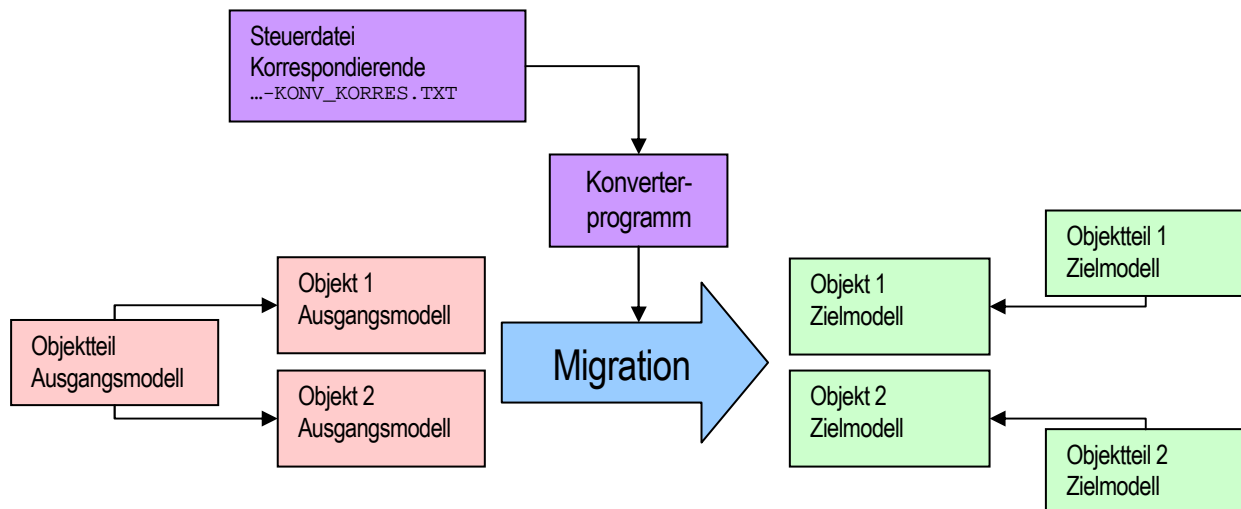 Steuerdatei
Korrespondierende
…-KONV_KORRES.TXT
Konverter-
programm
Objektteil
Ausgangsmodell
Objekt 1
Ausgangsmodell
Objekt 2
Ausgangsmodell
Migration
Objekt 1
Zielmodell
Objekt 2
Zielmodell
Objektteil 1
Zielmodell
Objektteil 2
Zielmodell